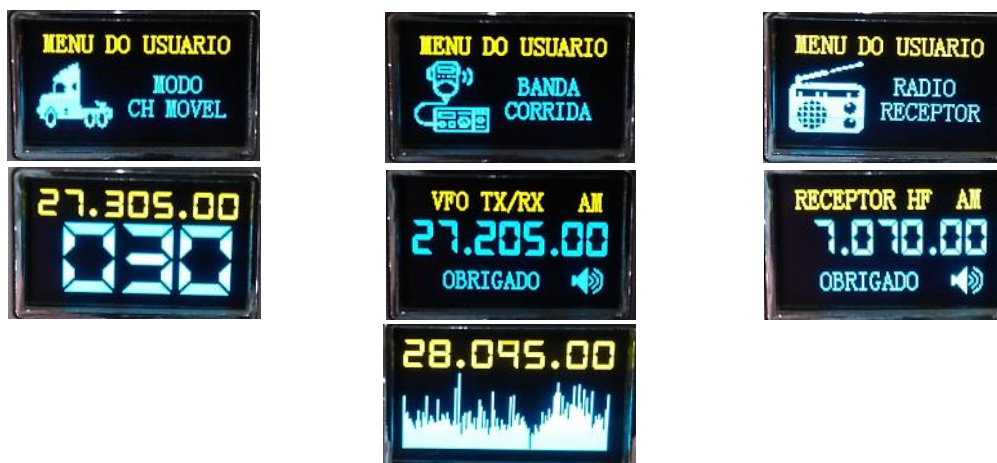 MENU DO USUARIO
MODO
CH MOVEL
MENU DO USUARIO
BANDA
CORRIDA
MENU DO USUARIO
RADIO
RECEPTOR
27.305.00
030
VFO TX/RX AM
27.205.00
OBRIGADO
RECEPTOR HF AM
7.070.00
OBRIGADO
28.095.00